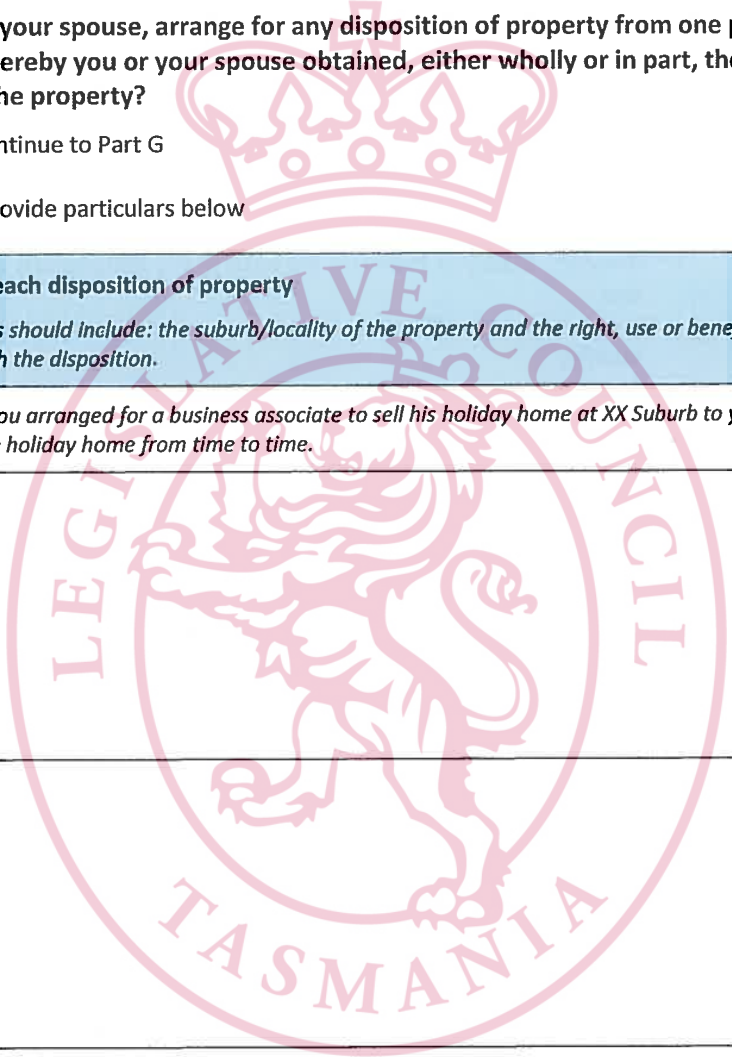 your spouse, arrange for any disposition of property from one
ereby you or your spouse obtained, either wholly or in part,
he property?
ntinue to Part G
ovide particulars below
each disposition of property
s should include: the suburb/locality of the property and the right, use or
h the disposition.
ou arranged for a business associate to sell his holiday home at XX Suburb to
holiday home from time to time.
LEGISLATIVE COUNCIL
TASMANIA